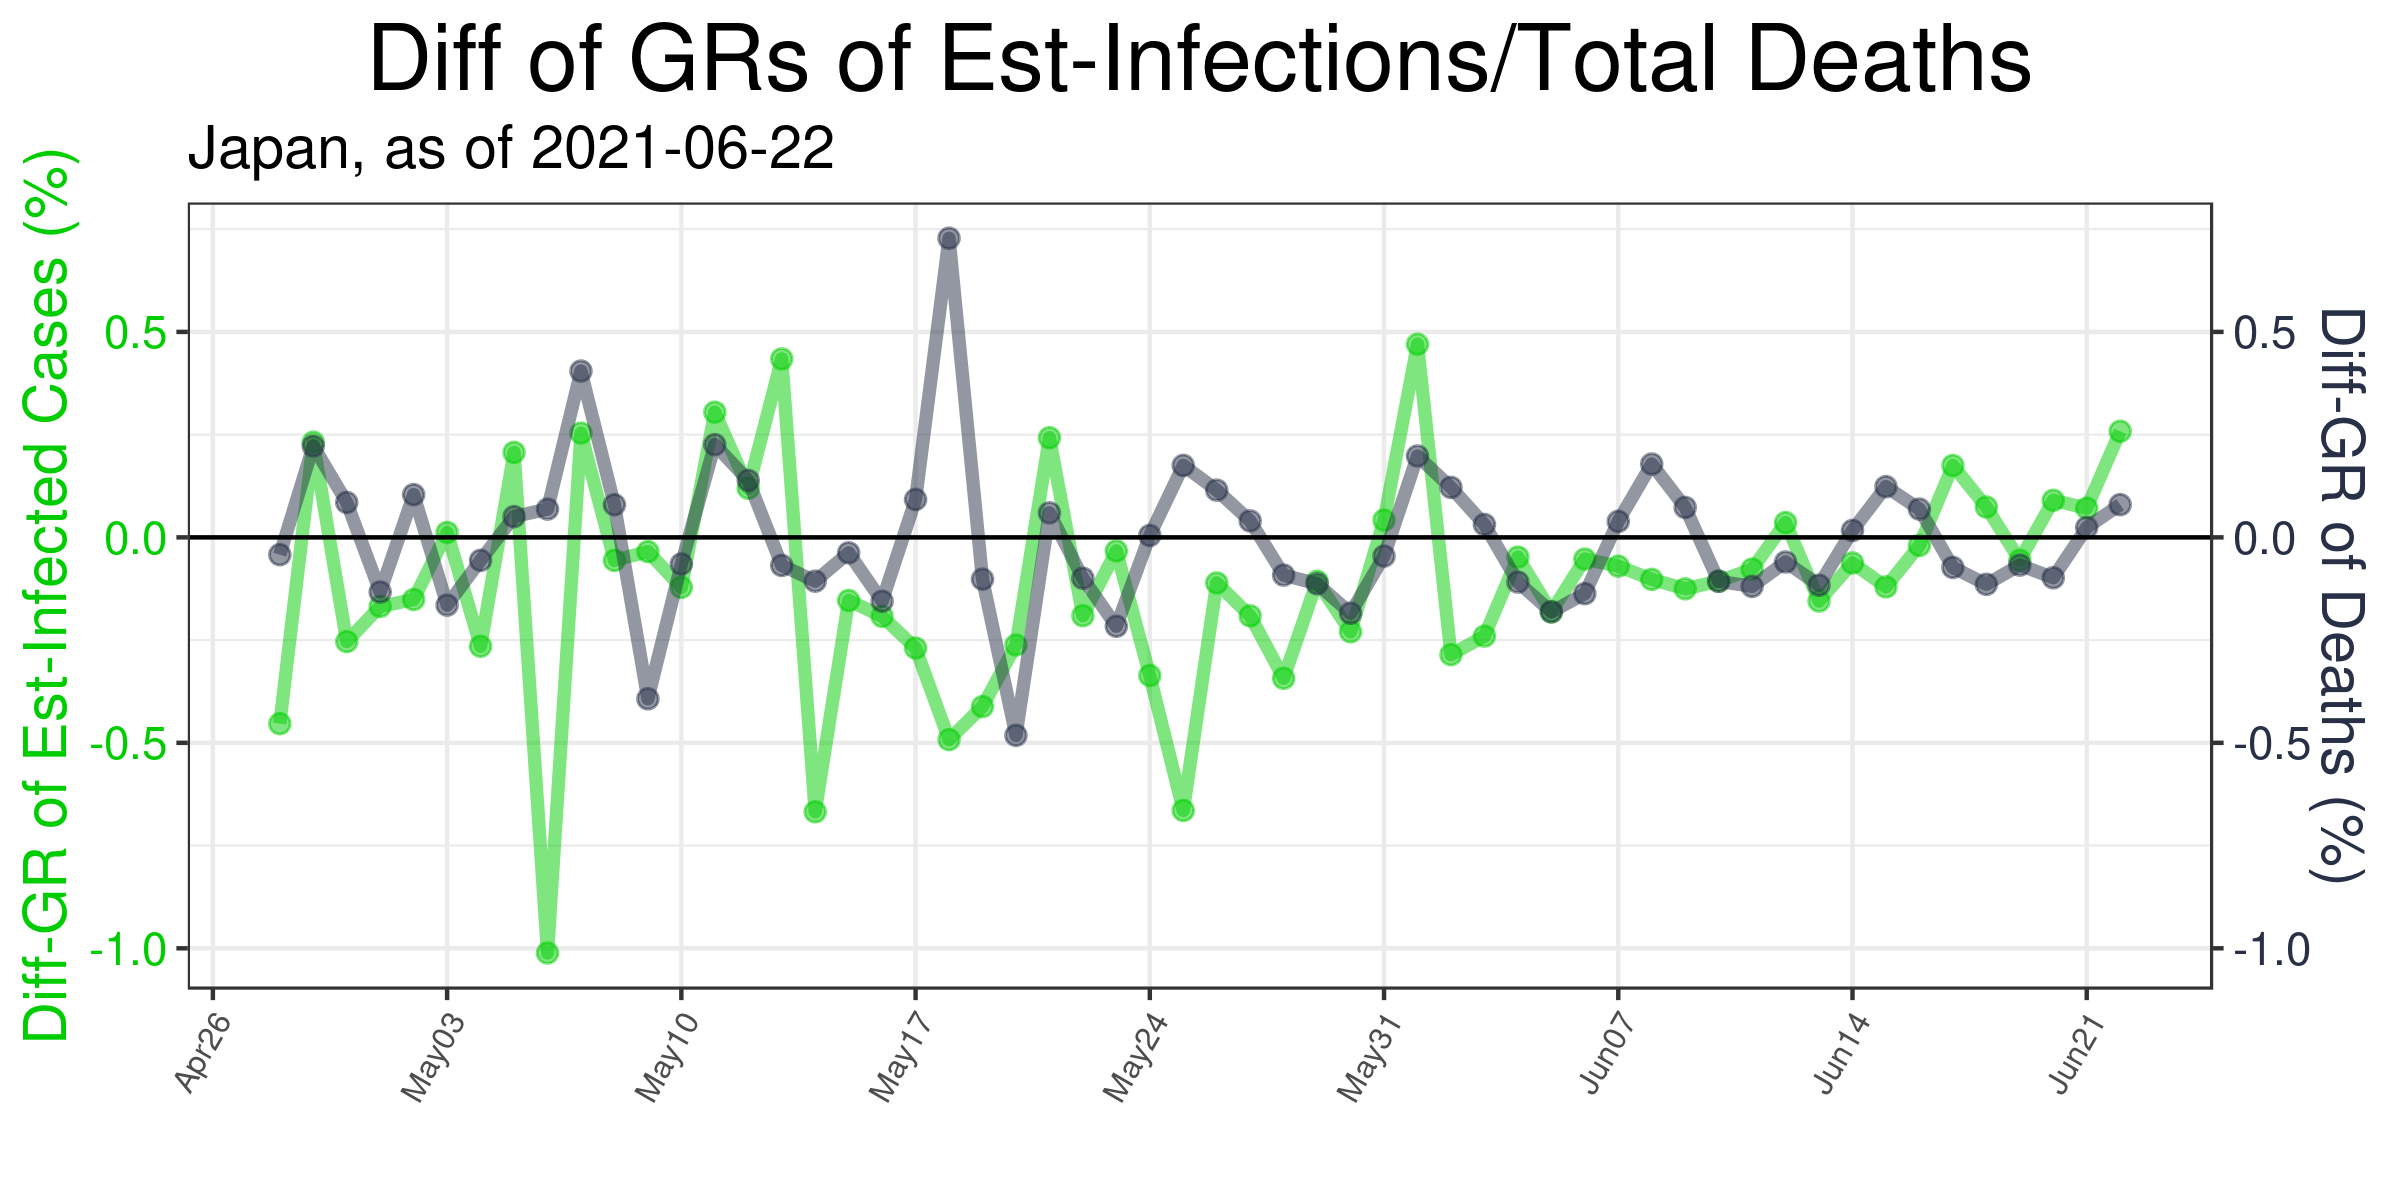 Diff of GRs of Est-Infections/Total Deaths
Japan, as of 2021-06-22
Diff-GR of Est-Infected Cases (%)
0.5
0.0
-0.5
-1.0
0.5
0.0
-0.5
-1.0
Diff-GR of Deaths (%)
Apr26
May03
May10
May17
May24
May31
Jun07
Jun14
Jun21